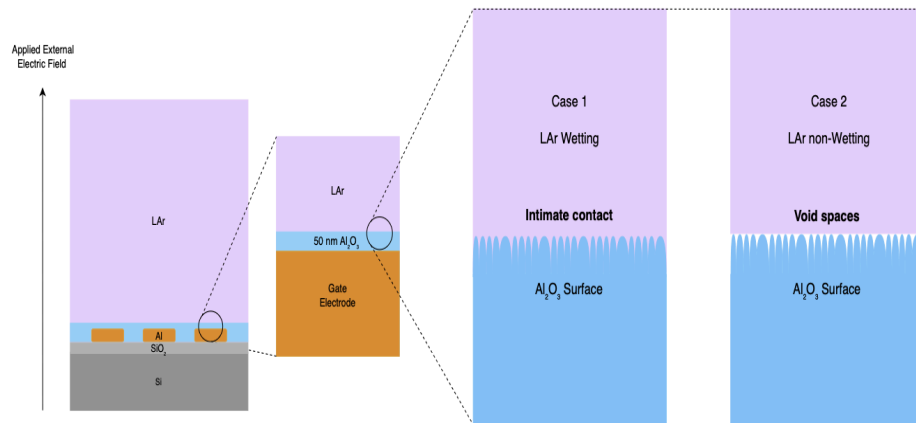 Applied External
Electric Field
LAr
Al
SiO₂
Si
LAr
50 nm Al₂O₃
Gate
Electrode
Case 1
LAr Wetting
Intimate contact
Al₂O₃ Surface
Case 2
LAr non-Wetting
Void spaces
Al₂O₃ Surface